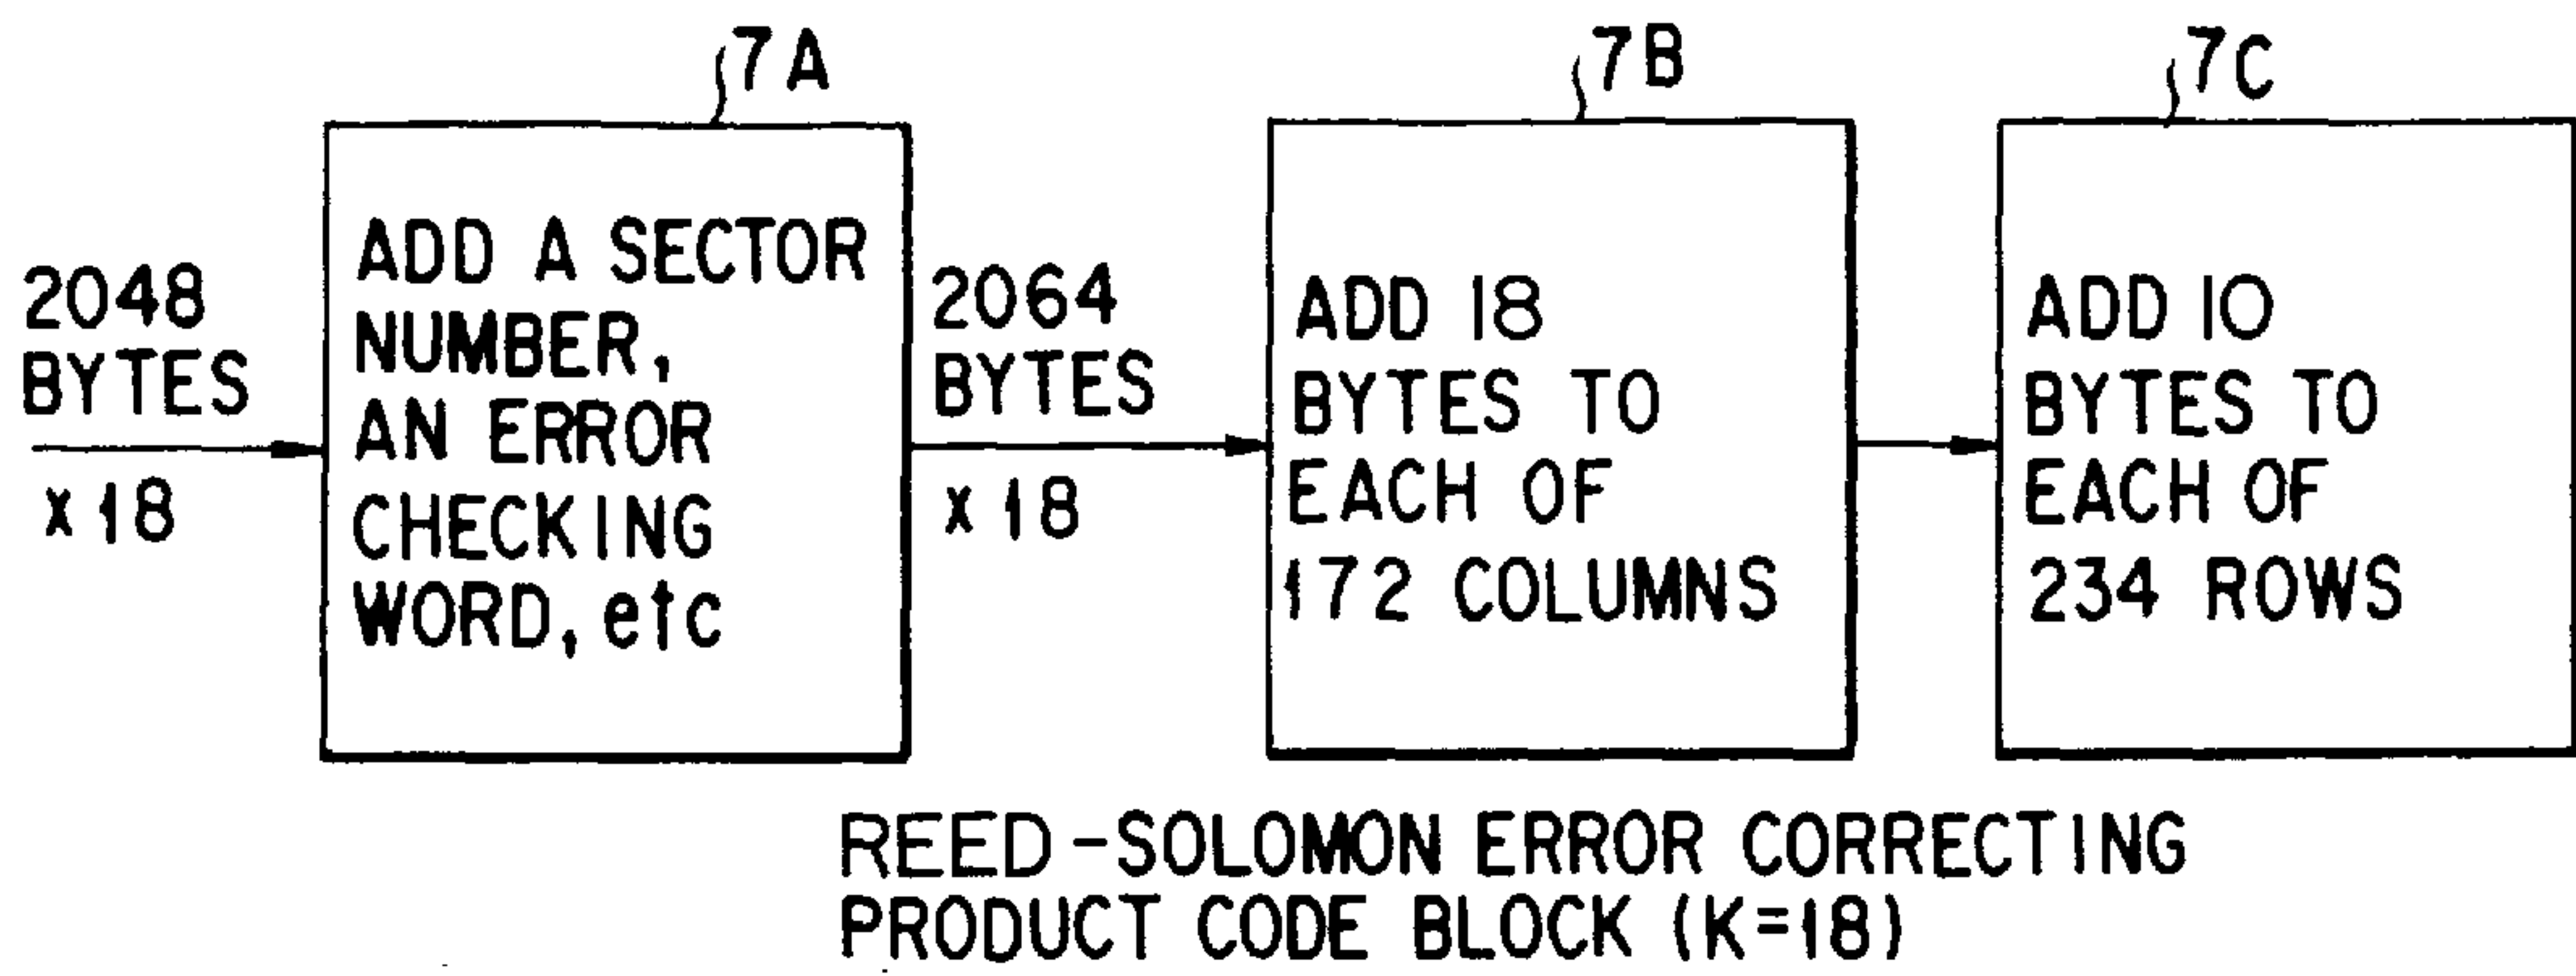 7A
7B
7C
2048
BYTES
x 18
ADD A SECTOR
NUMBER,
AN ERROR
CHECKING
WORD, etc
2064
BYTES
x 18
ADD 18
BYTES TO
EACH OF
172 COLUMNS
ADD 10
BYTES TO
EACH OF
234 ROWS
REED-SOLOMON ERROR CORRECTING
PRODUCT CODE BLOCK (K=18)